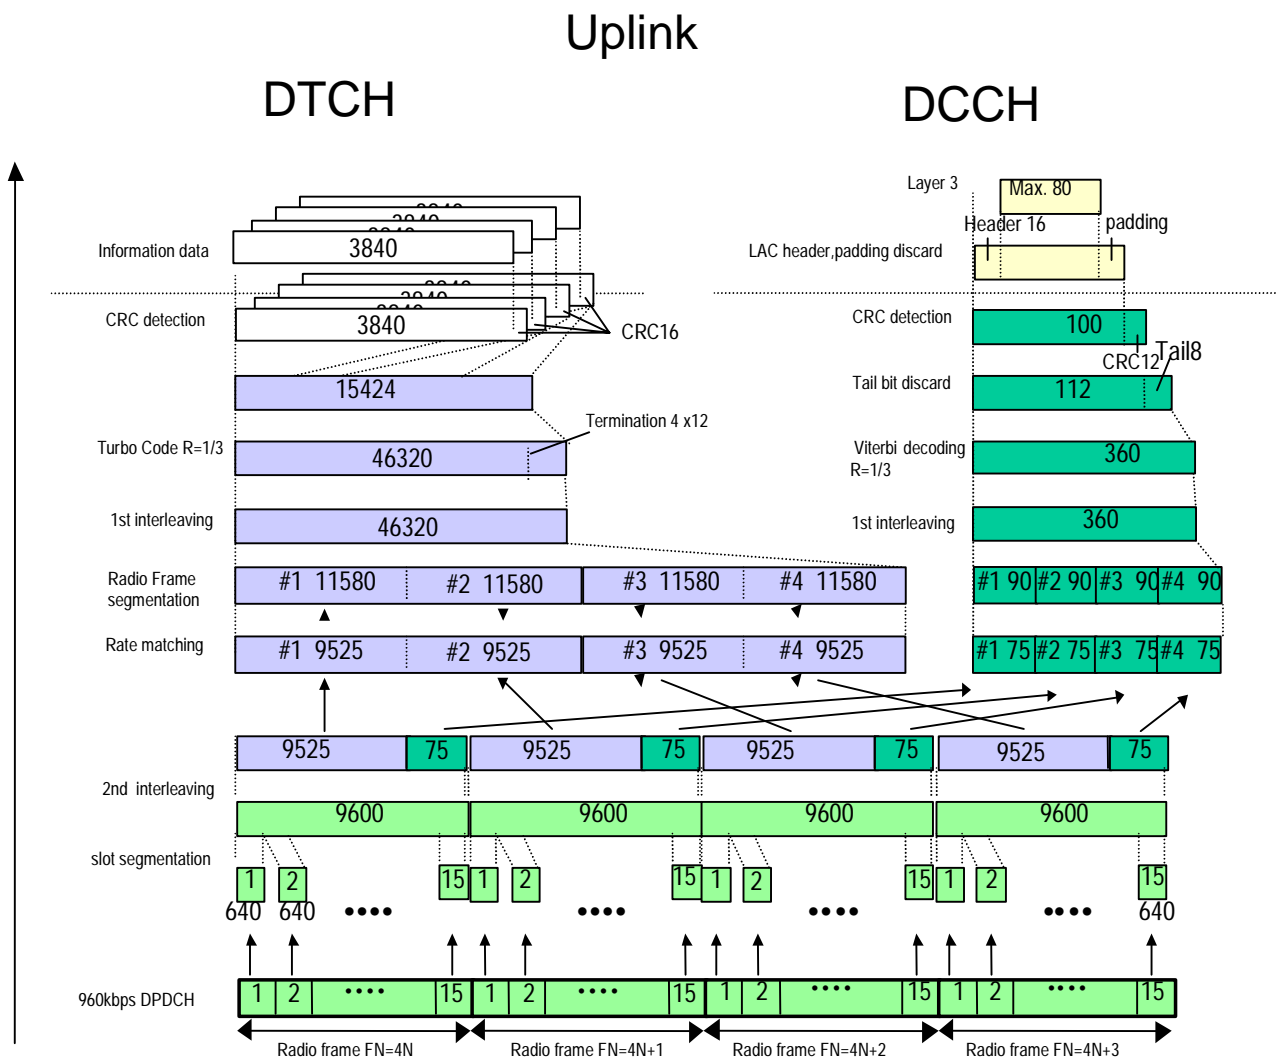 Uplink
DTCH
DCCH
Layer 3
Max. 80
Header 16
padding
3840
3840
3840
3840
Information data
LAC header,padding discard
3840
3840
3840
3840
CRC detection
CRC16
CRC detection
100
CRC12
Tail8
15424
Tail bit discard
112
Termination 4 x12
Turbo Code R=1/3
46320
Viterbi decoding
R=1/3
360
1st interleaving
46320
1st interleaving
360
Radio Frame
segmentation
#1 11580
#2 11580
#3 11580
#4 11580
#1 90
#2 90
#3 90
#4 90
Rate matching
#1 9525
#2 9525
#3 9525
#4 9525
#1 75
#2 75
#3 75
#4 75
9525
75
9525
75
9525
75
9525
75
2nd interleaving
9600
9600
9600
9600
slot segmentation
1
2
15
1
2
15
1
2
15
1
2
15
640
640
••••
••••
••••
••••
640
960kbps DPDCH
1
2
••••
15
1
2
••••
15
1
2
••••
15
1
2
••••
15
Radio frame FN=4N
Radio frame FN=4N+1
Radio frame FN=4N+2
Radio frame FN=4N+3